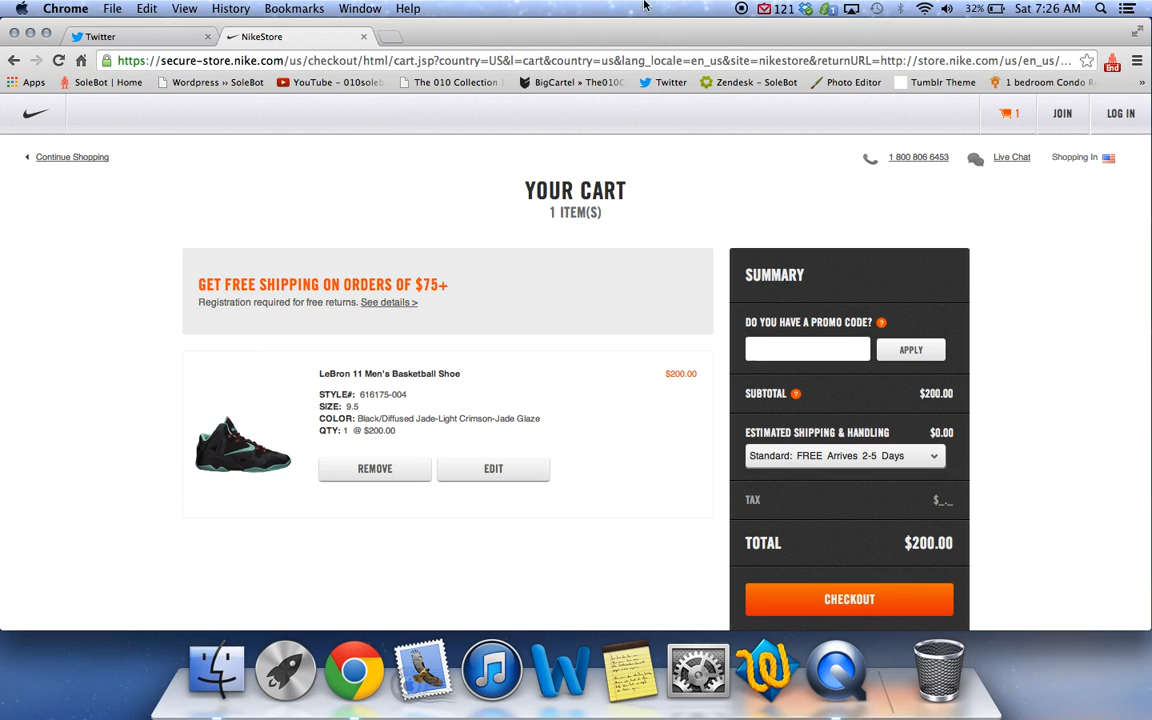 Chrome File Edit View History Bookmarks Window Help 121 1 32% Sat 7:26 AM
Twitter NikeStore
https://secure-store.nike.com/us/checkout/html/cart.jsp?country=US&l=cart&country=us&lang_locale=en_us&site=nikestore&returnURL=http://store.nike.com/us/en_us/...
Apps SoleBot | Home Wordpress ›› SoleBot YouTube - 010soleb The 010 Collection BigCartel » The010C Twitter Zendesk – SoleBot Photo Editor Tumblr Theme 1 bedroom Condo Re »
End
1 JOIN LOG IN
Continue Shopping 1 800 806 6453 Live Chat Shopping In
YOUR CART
1 ITEM(S)
GET FREE SHIPPING ON ORDERS OF $75+
Registration required for free returns. See details >
LeBron 11 Men's Basketball Shoe $200.00
STYLE#: 616175-004
SIZE: 9.5
COLOR: Black/Diffused Jade-Light Crimson-Jade Glaze
QTY: 1 @ $200.00
REMOVE EDIT
SUMMARY
DO YOU HAVE A PROMO CODE? ?
APPLY
SUBTOTAL ? $200.00
ESTIMATED SHIPPING & HANDLING $0.00
Standard: FREE Arrives 2-5 Days
TAX $_._
TOTAL $200.00
CHECKOUT